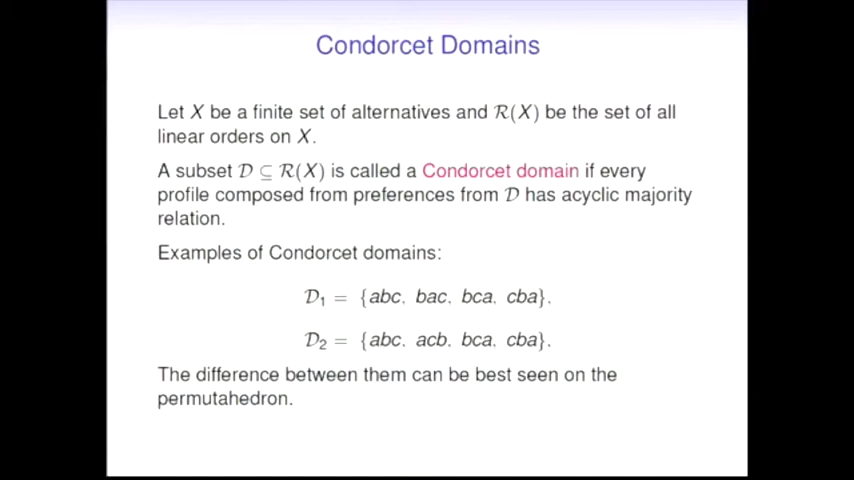 Condorcet Domains
Let X be a finite set of alternatives and R(X) be the set of all
linear orders on X.
A subset D ⊆ R(X) is called a Condorcet domain if every
profile composed from preferences from D has acyclic majority
relation.
Examples of Condorcet domains:
D₁ = {abc, bac, bca, cba}.
D₂ = {abc, acb, bca, cba}.
The difference between them can be best seen on the
permutahedron.